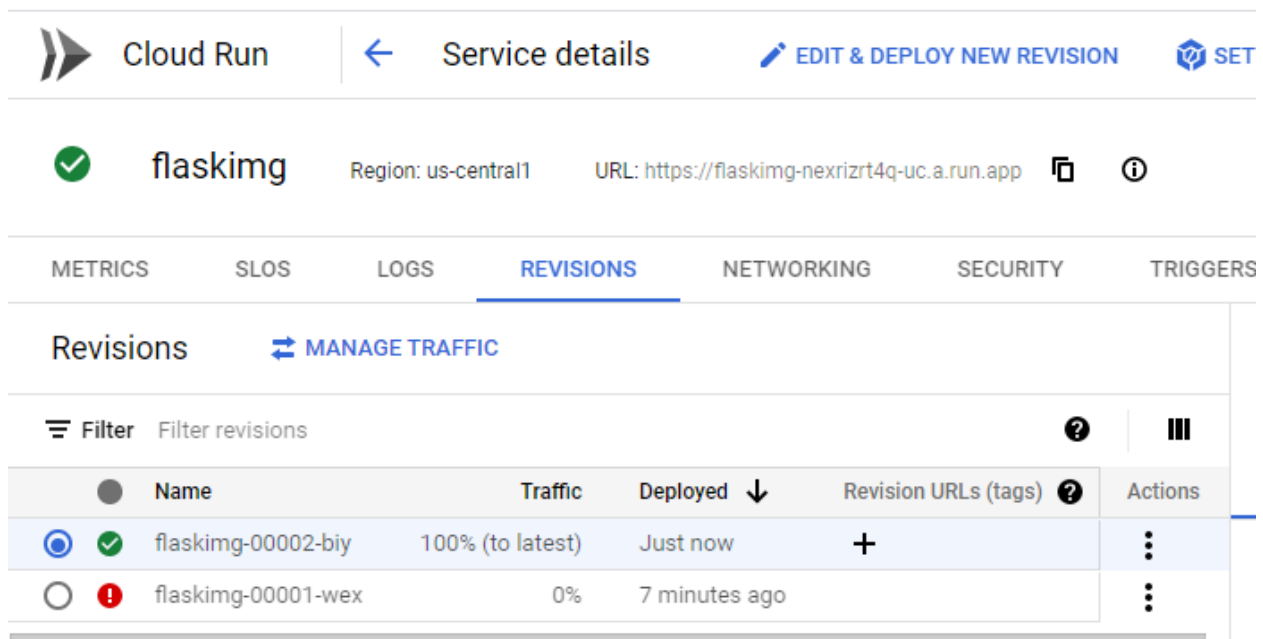 Cloud Run Service details EDIT & DEPLOY NEW REVISION SET
flaskimg Region: us-central1 URL: https://flaskimg-nexrizrt4q-uc.a.run.app
METRICS SLOS LOGS REVISIONS NETWORKING SECURITY TRIGGERS
Revisions MANAGE TRAFFIC
Filter Filter revisions
Name Traffic Deployed Revision URLs (tags) Actions
flaskimg-00002-biy 100% (to latest) Just now
flaskimg-00001-wex 0% 7 minutes ago